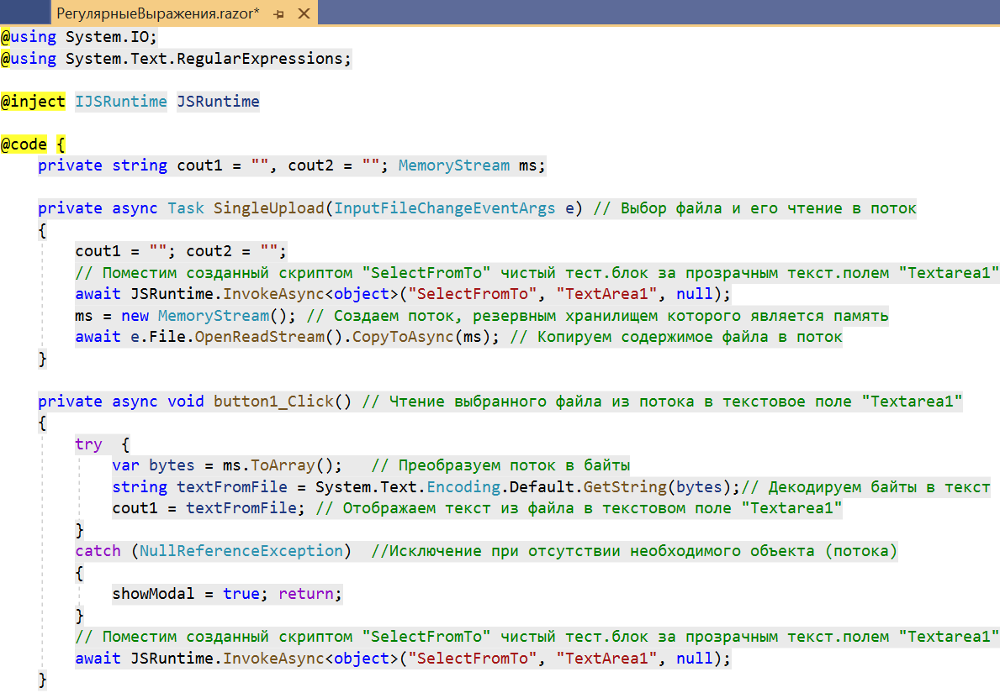 РегулярныеВыражения.razor*
@using System.IO;
@using System.Text.RegularExpressions;
@inject IJSRuntime JSRuntime
@code {
private string cout1 = "", cout2 = ""; MemoryStream ms;
private async Task SingleUpload(InputFileChangeEventArgs e) // Выбор файла и его чтение в поток
{
cout1 = ""; cout2 = "";
// Поместим созданный скриптом "SelectFromTo" чистый тест.блок за прозрачным текст.полем "Textarea1"
await JSRuntime.InvokeAsync<object>("SelectFromTo", "TextArea1", null);
ms = new MemoryStream(); // Создаем поток, резервным хранилищем которого является память
await e.File.OpenReadStream().CopyToAsync(ms); // Копируем содержимое файла в поток
}
private async void button1_Click() // Чтение выбранного файла из потока в текстовое поле "Textarea1"
{
try {
var bytes = ms.ToArray(); // Преобразуем поток в байты
string textFromFile = System.Text.Encoding.Default.GetString(bytes);// Декодируем байты в текст
cout1 = textFromFile; // Отображаем текст из файла в текстовом поле "Textarea1"
}
catch (NullReferenceException) //Исключение при отсутствии необходимого объекта (потока)
{
showModal = true; return;
}
// Поместим созданный скриптом "SelectFromTo" чистый тест.блок за прозрачным текст.полем "Textarea1"
await JSRuntime.InvokeAsync<object>("SelectFromTo", "TextArea1", null);
}